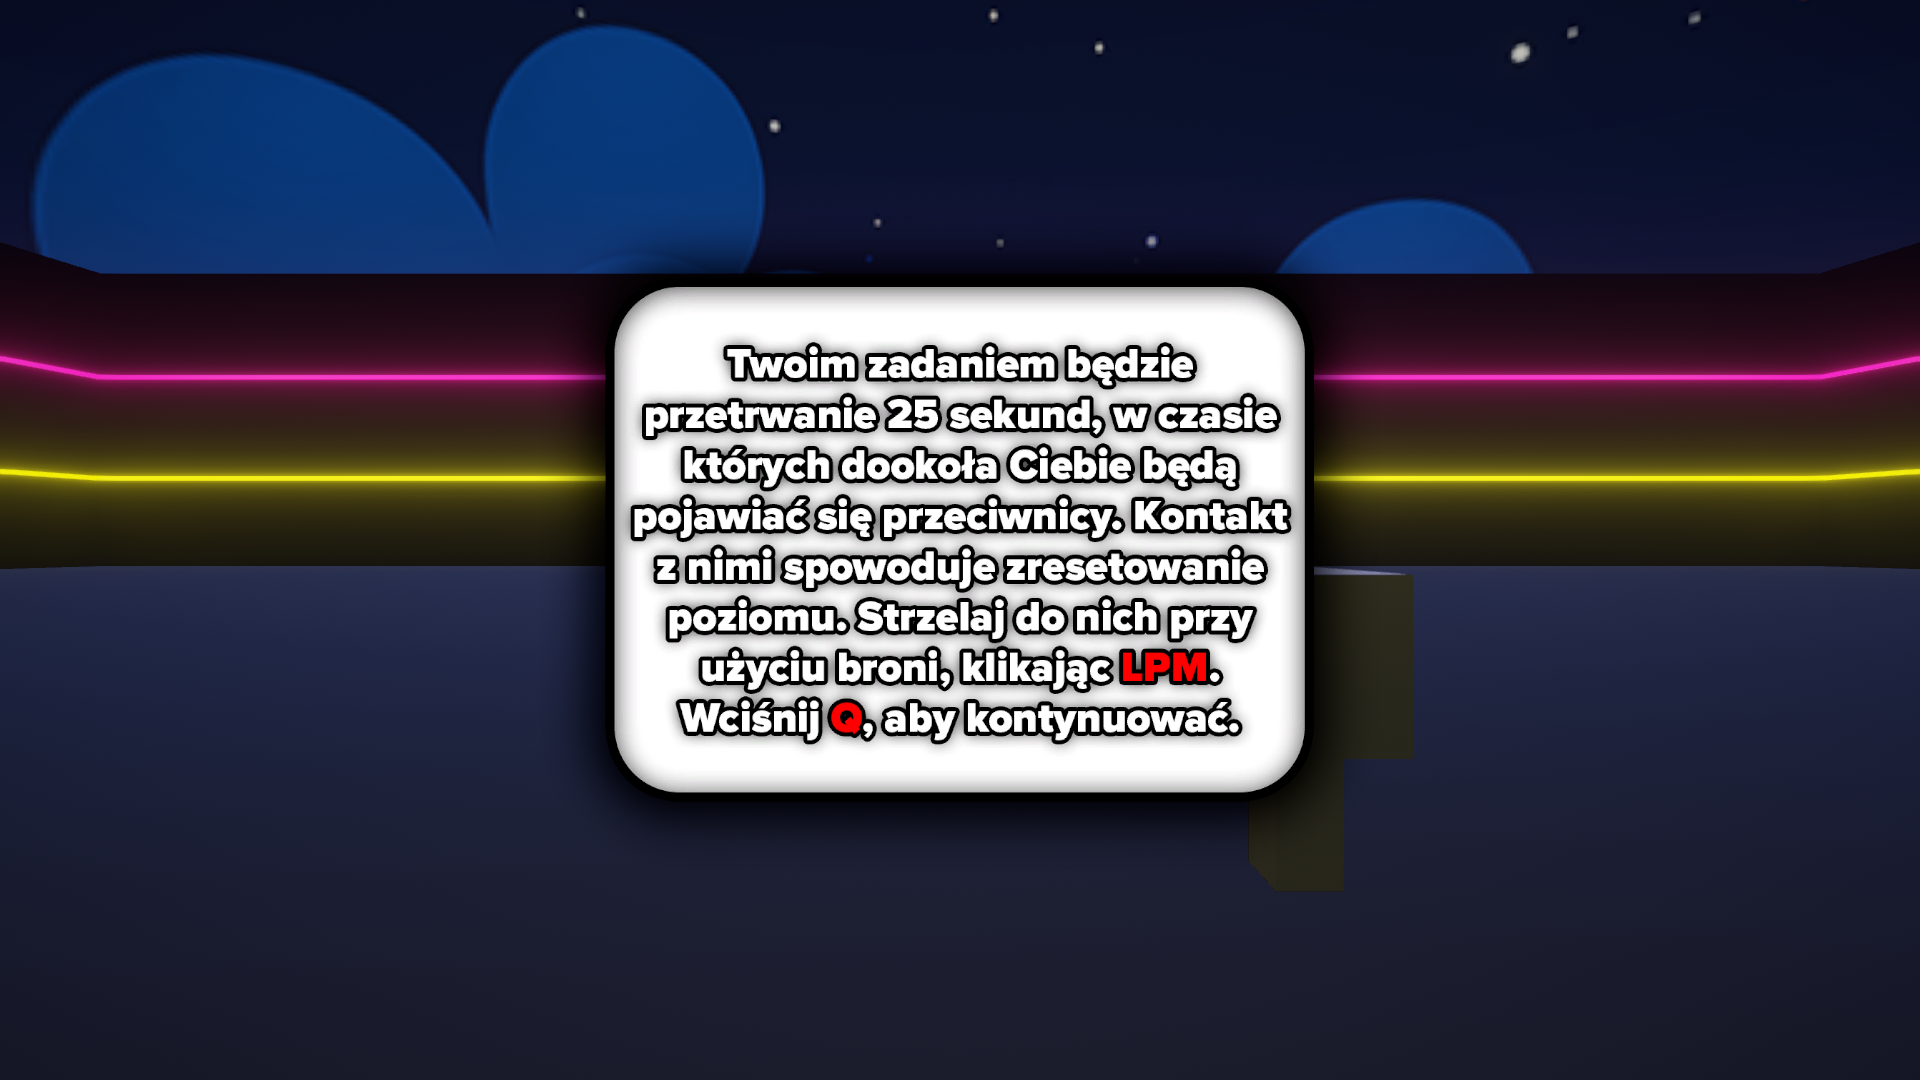 Twoim zadaniem będzie
przetrwanie 25 sekund, w czasie
których dookoła Ciebie będą
pojawiać się przeciwnicy. Kontakt
z nimi spowoduje zresetowanie
poziomu. Strzelaj do nich przy
użyciu broni, klikając LPM.
Wciśnij Q, aby kontynuować.